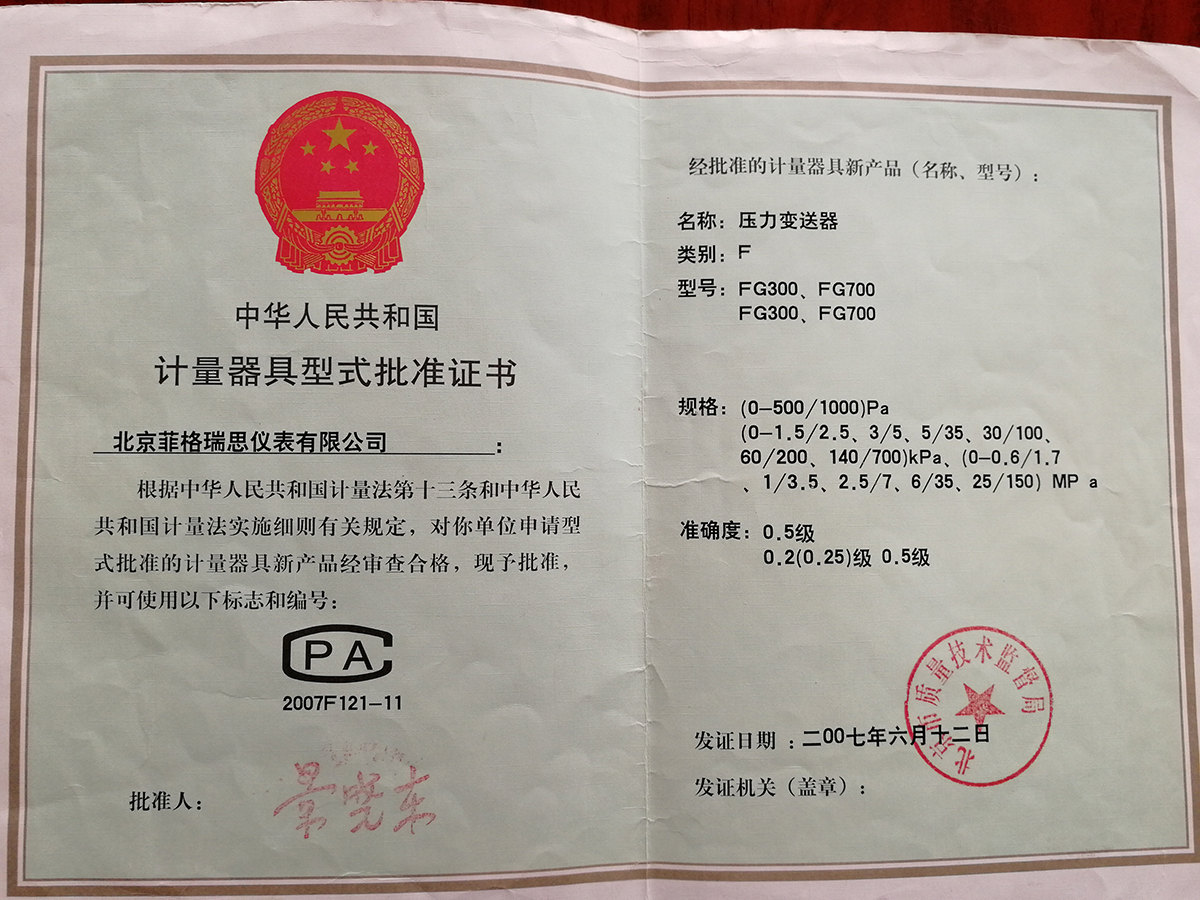 中华人民共和国
计量器具型式批准证书
北京菲格瑞思仪表有限公司：
根据中华人民共和国计量法第十三条和中华人民
共和国计量法实施细则有关规定，对你单位申请型
式批准的计量器具新产品经审查合格，现予批准，
并可使用以下标志和编号：
CPA
2007F121-11
批准人：
经批准的计量器具新产品（名称、型号）：
名称：压力变送器
类别：F
型号：FG300、FG700
FG300、FG700
规格：(0-500/1000)Pa
(0-1.5/2.5、3/5、5/35、30/100、
60/200、140/700)kPa、(0-0.6/1.7
、1/3.5、2.5/7、6/35、25/150) MP a
准确度：0.5级
0.2(0.25)级 0.5级
北京市质量技术监督局
发证日期：二00七年六月十二日
发证机关（盖章）：